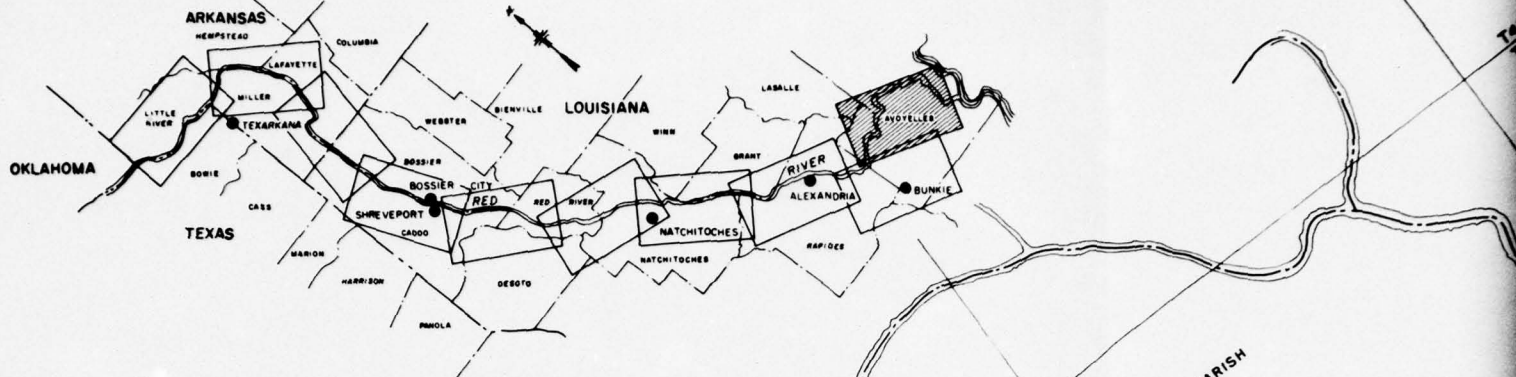 ARKANSAS
HEMPSTEAD
COLUMBIA
LAFAYETTE
MILLER
LITTLE
RIVER
TEXARKANA
OKLAHOMA
BOWIE
CASS
TEXAS
MARION
HARRISON
PANOLA
WEBSTER
BIENVILLE
LOUISIANA
BOSSIER
BOSSIER CITY
SHREVEPORT
CADDO
RED
RED RIVER
DESOTO
WINN
LASALLE
GRANT
RIVER
NATCHITOCHES
NATCHITOCHES
ALEXANDRIA
RAPIDES
AVOYELLES
BUNKIE
ARISH